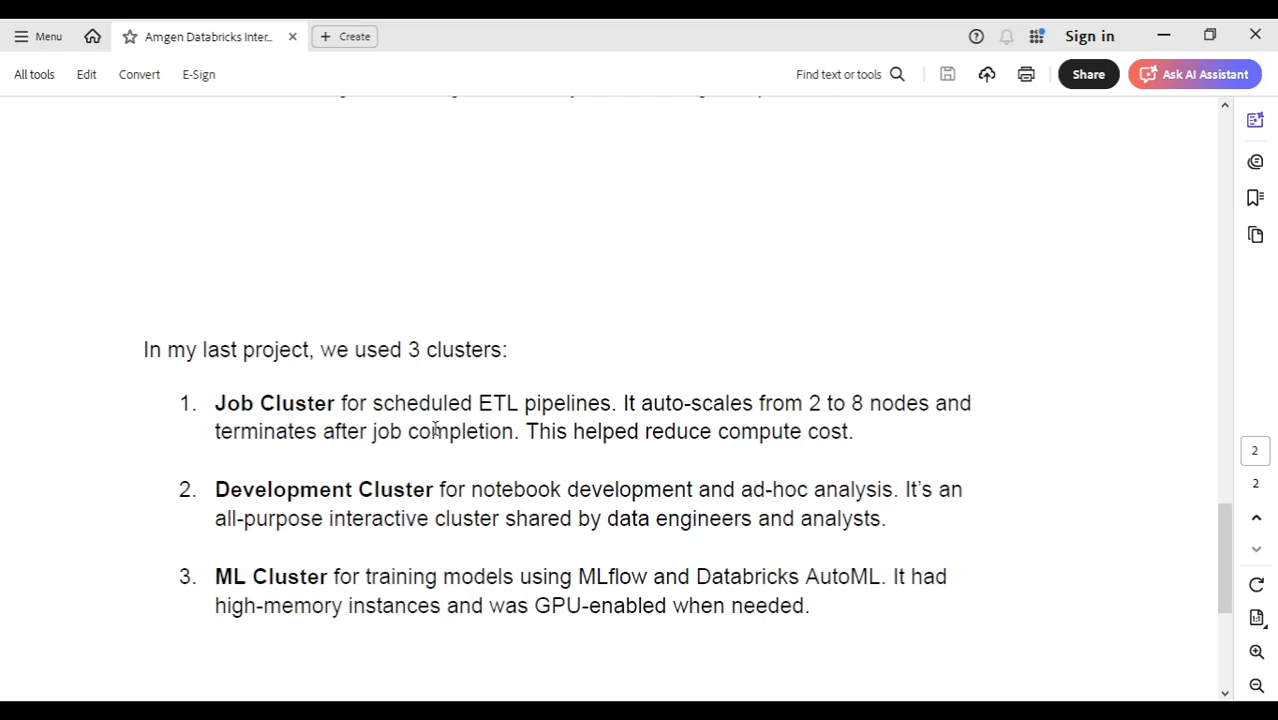 Menu
Amgen Databricks Inter...
Create
Sign in
All tools
Edit
Convert
E-Sign
Find text or tools
Share
Ask AI Assistant
In my last project, we used 3 clusters:
1. Job Cluster for scheduled ETL pipelines. It auto-scales from 2 to 8 nodes and
terminates after job completion. This helped reduce compute cost.
2. Development Cluster for notebook development and ad-hoc analysis. It's an
all-purpose interactive cluster shared by data engineers and analysts.
3. ML Cluster for training models using MLflow and Databricks AutoML. It had
high-memory instances and was GPU-enabled when needed.
2
2
1:1